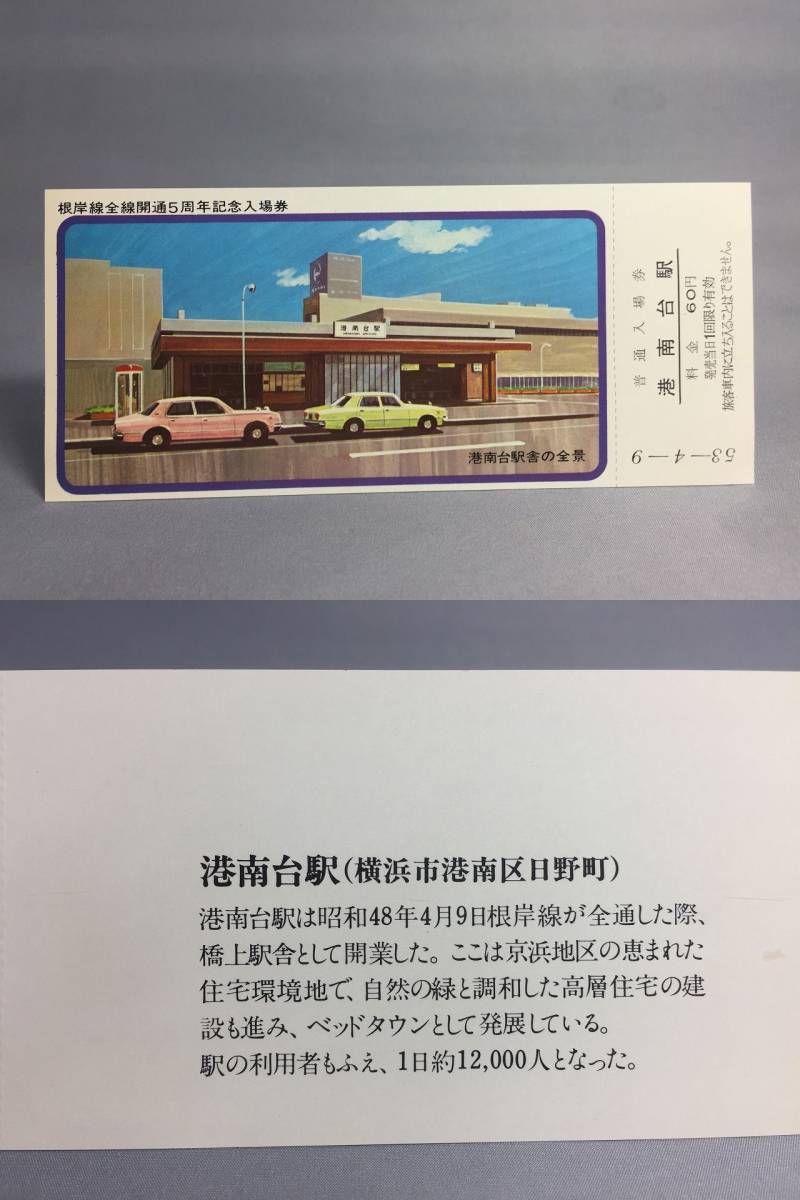 根岸線全線開通5周年記念入場券
港南台駅
港南台駅舎の全景
普通入場券
港南台駅
料金 60円
発売当日1回限り有効
旅客車内に立ち入ることはできません。
53-4-9
港南台駅(横浜市港南区日野町)
港南台駅は昭和48年4月9日根岸線が全通した際、
橋上駅舎として開業した。ここは京浜地区の恵まれた
住宅環境地で、自然の緑と調和した高層住宅の建
設も進み、ベッドタウンとして発展している。
駅の利用者もふえ、1日約12,000人となった。